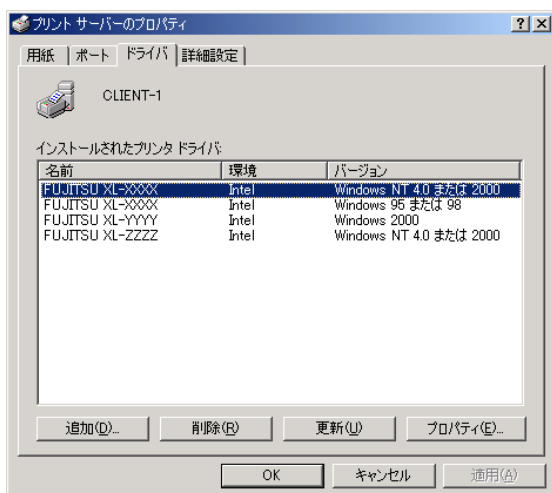 プリント サーバーのプロパティ
用紙 ポート ドライバ 詳細設定
CLIENT-1
インストールされたプリンタ ドライバ:
名前 環境 バージョン
FUJITSU XL-XXXX Intel Windows NT 4.0 または 2000
FUJITSU XL-XXXX Intel Windows 95 または 98
FUJITSU XL-YYYY Intel Windows 2000
FUJITSU XL-ZZZZ Intel Windows NT 4.0 または 2000
追加(D)... 削除(R) 更新(U) プロパティ(E)...
OK キャンセル 適用(A)